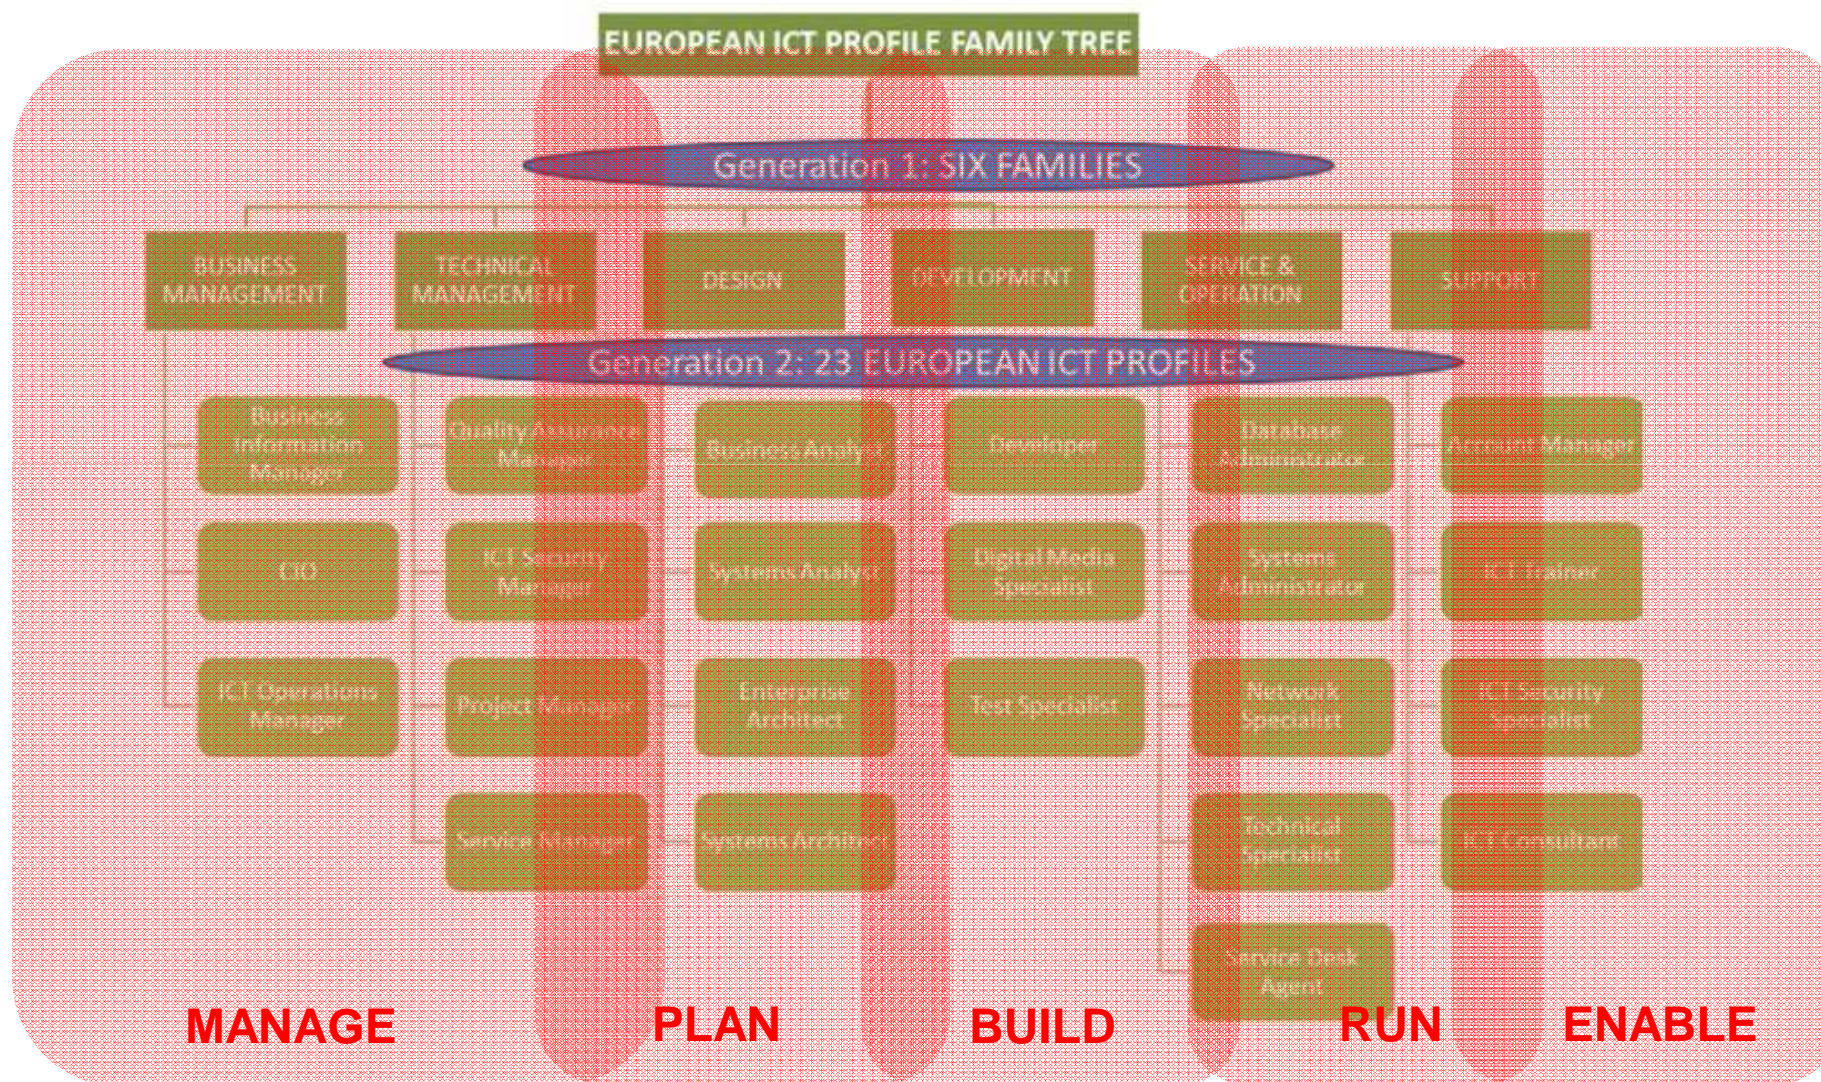 EUROPEAN ICT PROFILE FAMILY TREE
Generation 1: SIX FAMILIES
BUSINESS
MANAGEMENT
TECHNICAL
MANAGEMENT
DESIGN
DEVELOPMENT
SERVICE &
OPERATION
SUPPORT
Generation 2: 23 EUROPEAN ICT PROFILES
Business
Information
Manager
Quality Assurance
Manager
Business Analyst
Developer
Database
Administrator
Account Manager
CIO
ICT Security
Manager
Systems Analyst
Digital Media
Specialist
Systems
Administrator
ICT Trainer
ICT Operations
Manager
Project Manager
Enterprise
Architect
Test Specialist
Network
Specialist
ICT Security
Specialist
Service Manager
Systems Architect
Technical
Specialist
ICT Consultant
Service Desk
Agent
MANAGE
PLAN
BUILD
RUN
ENABLE